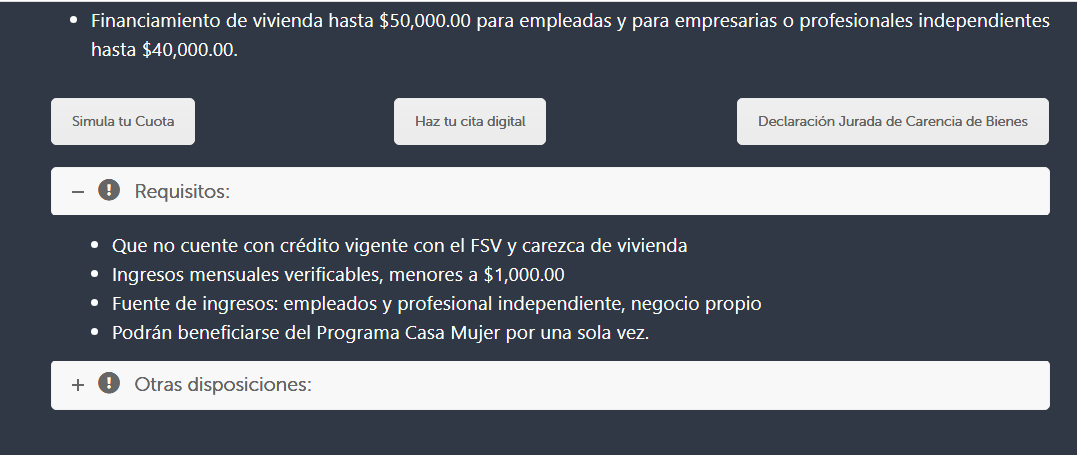 • Financiamiento de vivienda hasta $50,000.00 para empleadas y para empresarias o profesionales independientes
hasta $40,000.00.
Simula tu Cuota
Haz tu cita digital
Declaración Jurada de Carencia de Bienes
− ! Requisitos:
• Que no cuente con crédito vigente con el FSV y carezca de vivienda
• Ingresos mensuales verificables, menores a $1,000.00
• Fuente de ingresos: empleados y profesional independiente, negocio propio
• Podrán beneficiarse del Programa Casa Mujer por una sola vez.
+ ! Otras disposiciones: